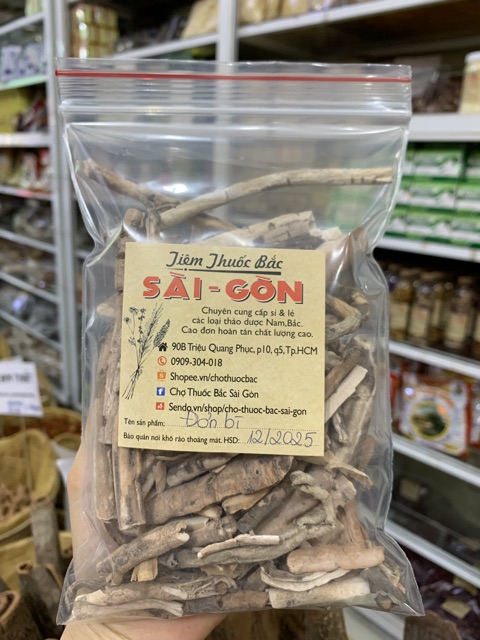 Tiệm Thuốc Bắc
SÀI-GÒN
Chuyên cung cấp sỉ & lẻ
các loại thảo dược Nam,Bắc.
Cao đơn hoàn tán chất lượng cao.
90B Triệu Quang Phục, p10, q5, Tp.HCM
0909-304-018
Shopee.vn/chothuocbac
Chợ Thuốc Bắc Sài Gòn
Sendo.vn/shop/cho-thuoc-bac-sai-gon
Tên sản phẩm: Đơn bì
Bảo quản nơi khô ráo thoáng mát. HSD: 12/2025